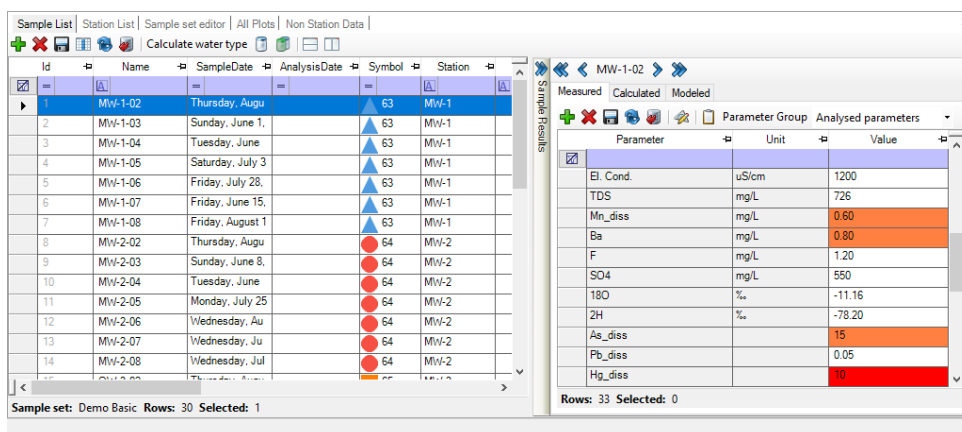 Sample List Station List Sample set editor All Plots Non Station Data
Calculate water type
Id Name SampleDate AnalysisDate Symbol Station
= A = = A A
1 MW-1-02 Thursday, Augu 63 MW-1
2 MW-1-03 Sunday, June 1, 63 MW-1
3 MW-1-04 Tuesday, June 63 MW-1
4 MW-1-05 Saturday, July 3 63 MW-1
5 MW-1-06 Friday, July 28, 63 MW-1
6 MW-1-07 Friday, June 15, 63 MW-1
7 MW-1-08 Friday, August 1 63 MW-1
8 MW-2-02 Thursday, Augu 64 MW-2
9 MW-2-03 Sunday, June 8, 64 MW-2
10 MW-2-04 Tuesday, June 64 MW-2
11 MW-2-05 Monday, July 25 64 MW-2
12 MW-2-06 Wednesday, Au 64 MW-2
13 MW-2-07 Wednesday, Ju 64 MW-2
14 MW-2-08 Wednesday, Jul 64 MW-2
Sample set: Demo Basic Rows: 30 Selected: 1
Sample Results
MW-1-02
Measured Calculated Modeled
Parameter Group Analysed parameters
Parameter Unit Value
El. Cond. uS/cm 1200
TDS mg/L 726
Mn_diss mg/L 0.60
Ba mg/L 0.80
F mg/L 1.20
SO4 mg/L 550
18O ‰ -11.16
2H ‰ -78.20
As_diss 15
Pb_diss 0.05
Hg_diss 10
Rows: 33 Selected: 0